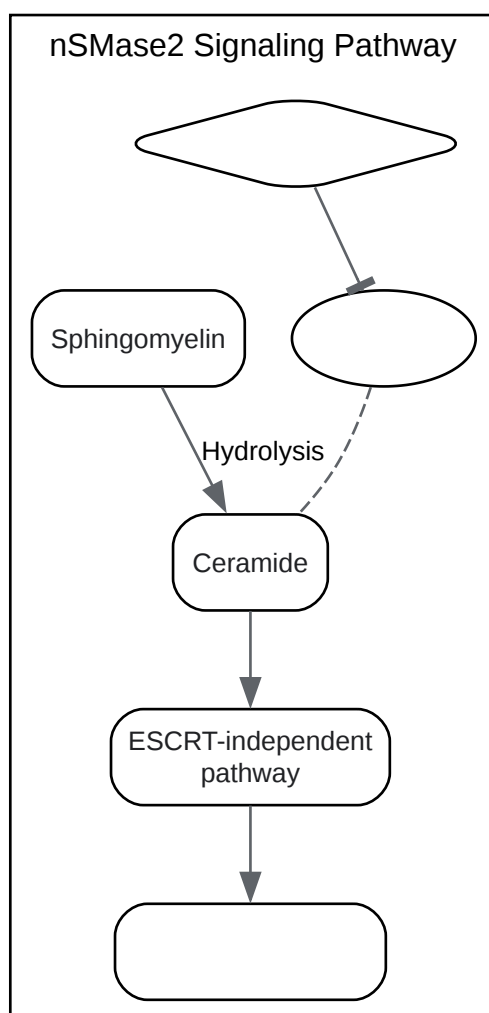 nSMase2 Signaling Pathway
Sphingomyelin
Hydrolysis
Ceramide
ESCRT-independent
pathway